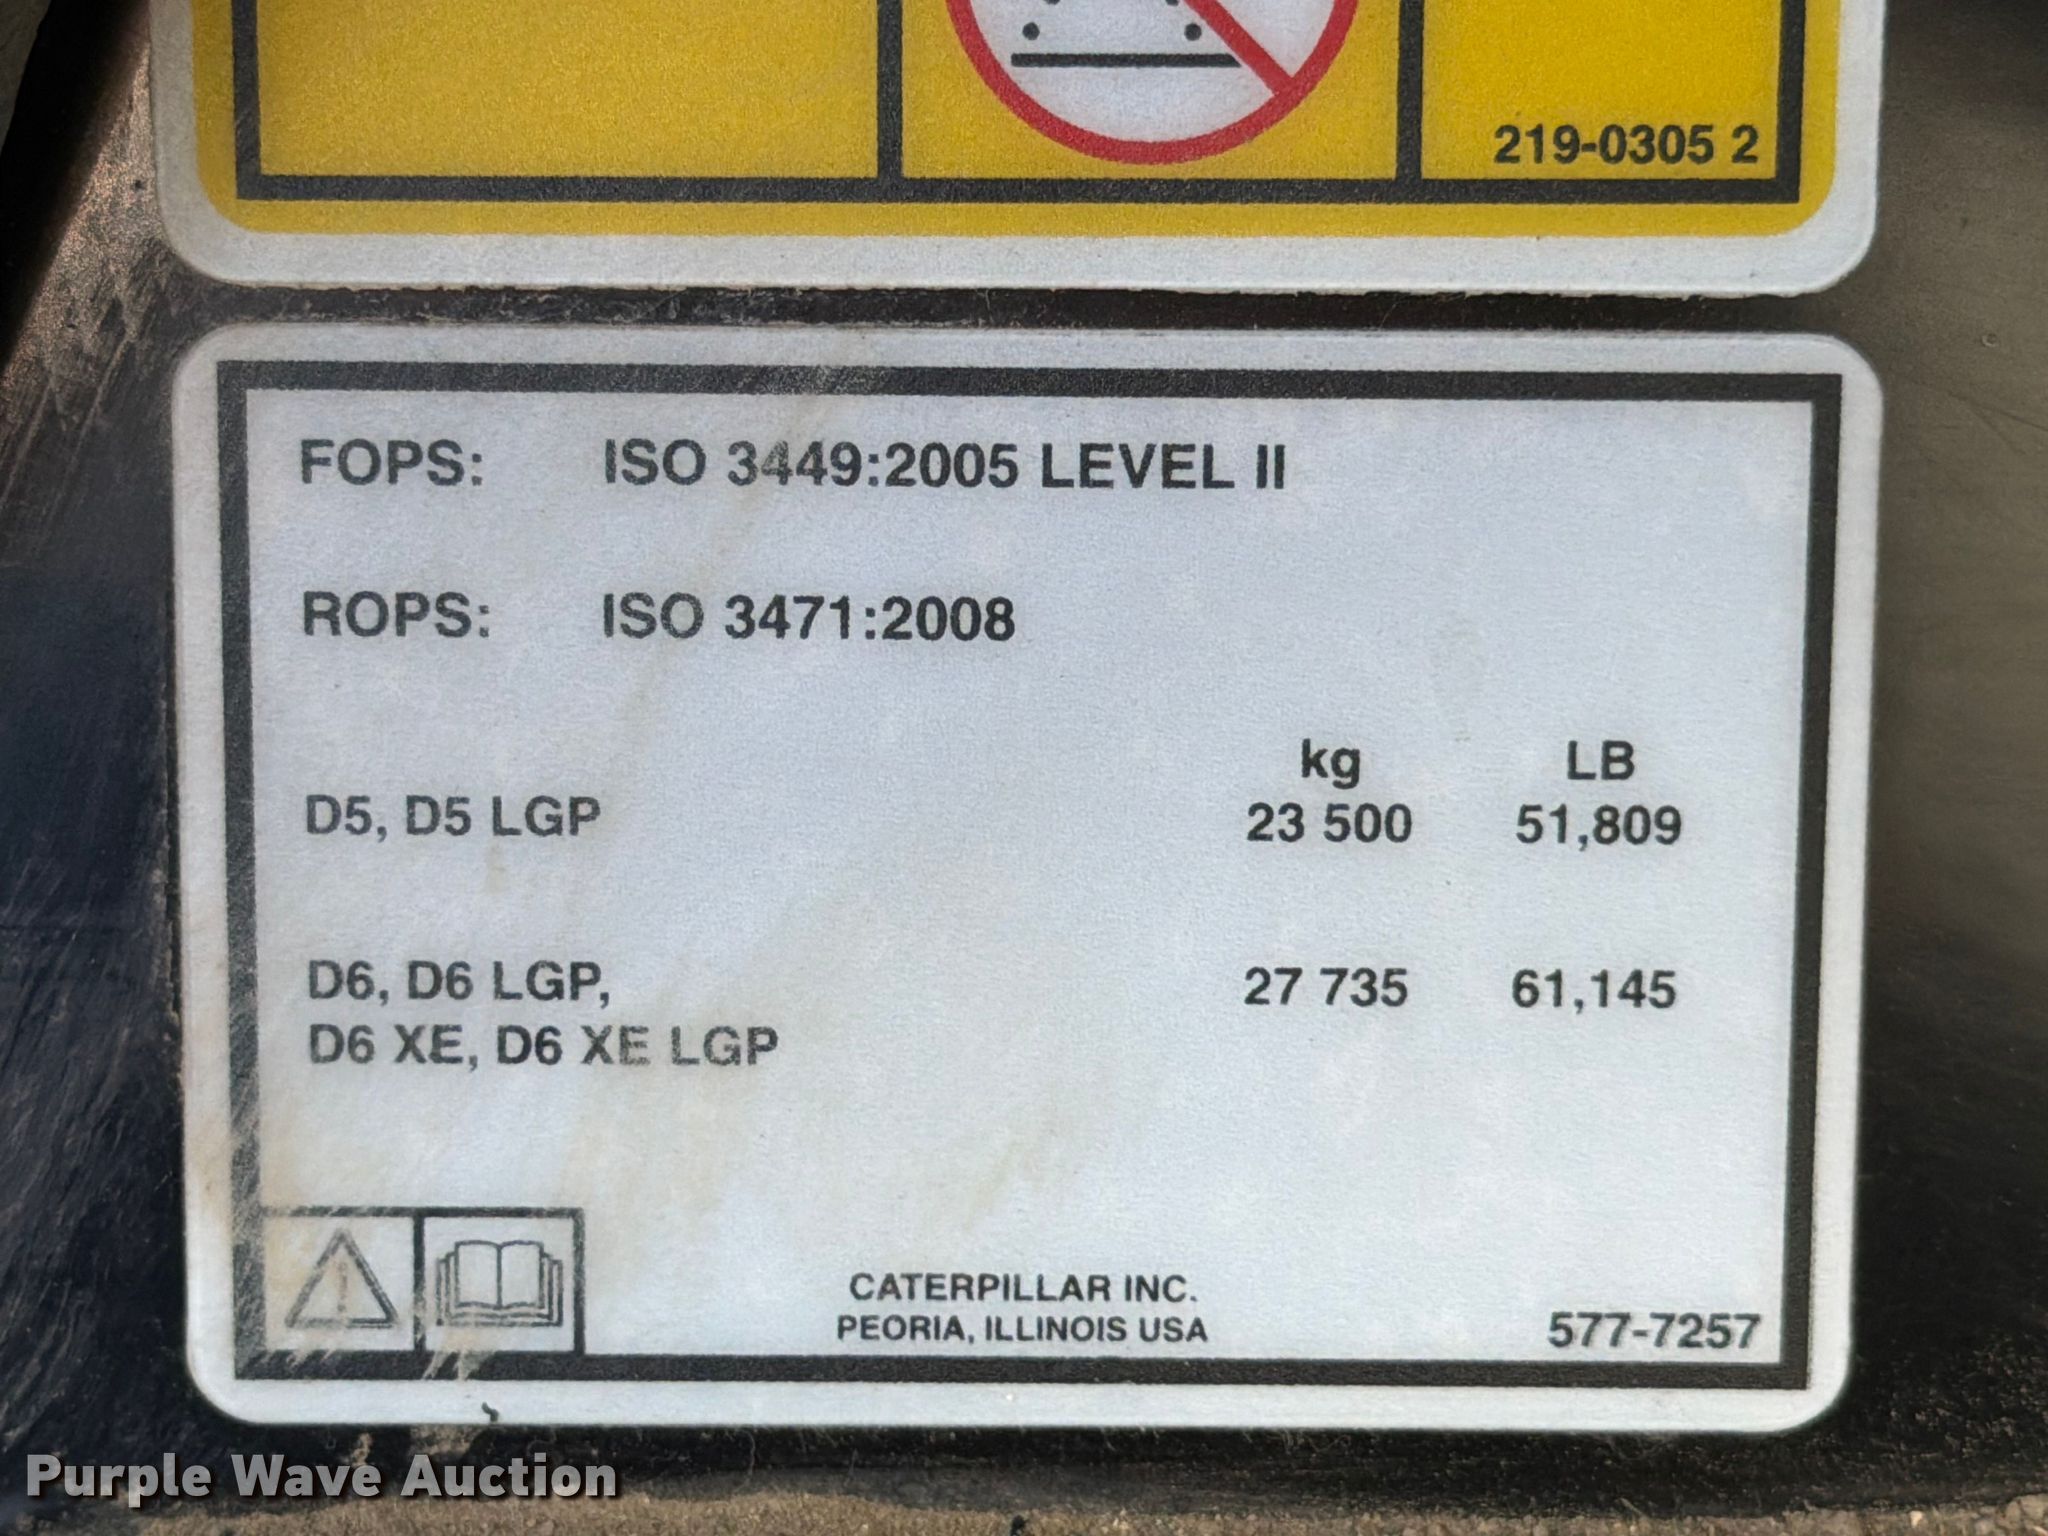 219-0305 2
FOPS: ISO 3449:2005 LEVEL II
ROPS: ISO 3471:2008
kg LB
D5, D5 LGP 23 500 51,809
D6, D6 LGP, 27 735 61,145
D6 XE, D6 XE LGP
CATERPILLAR INC.
PEORIA, ILLINOIS USA
577-7257
Purple Wave Auction